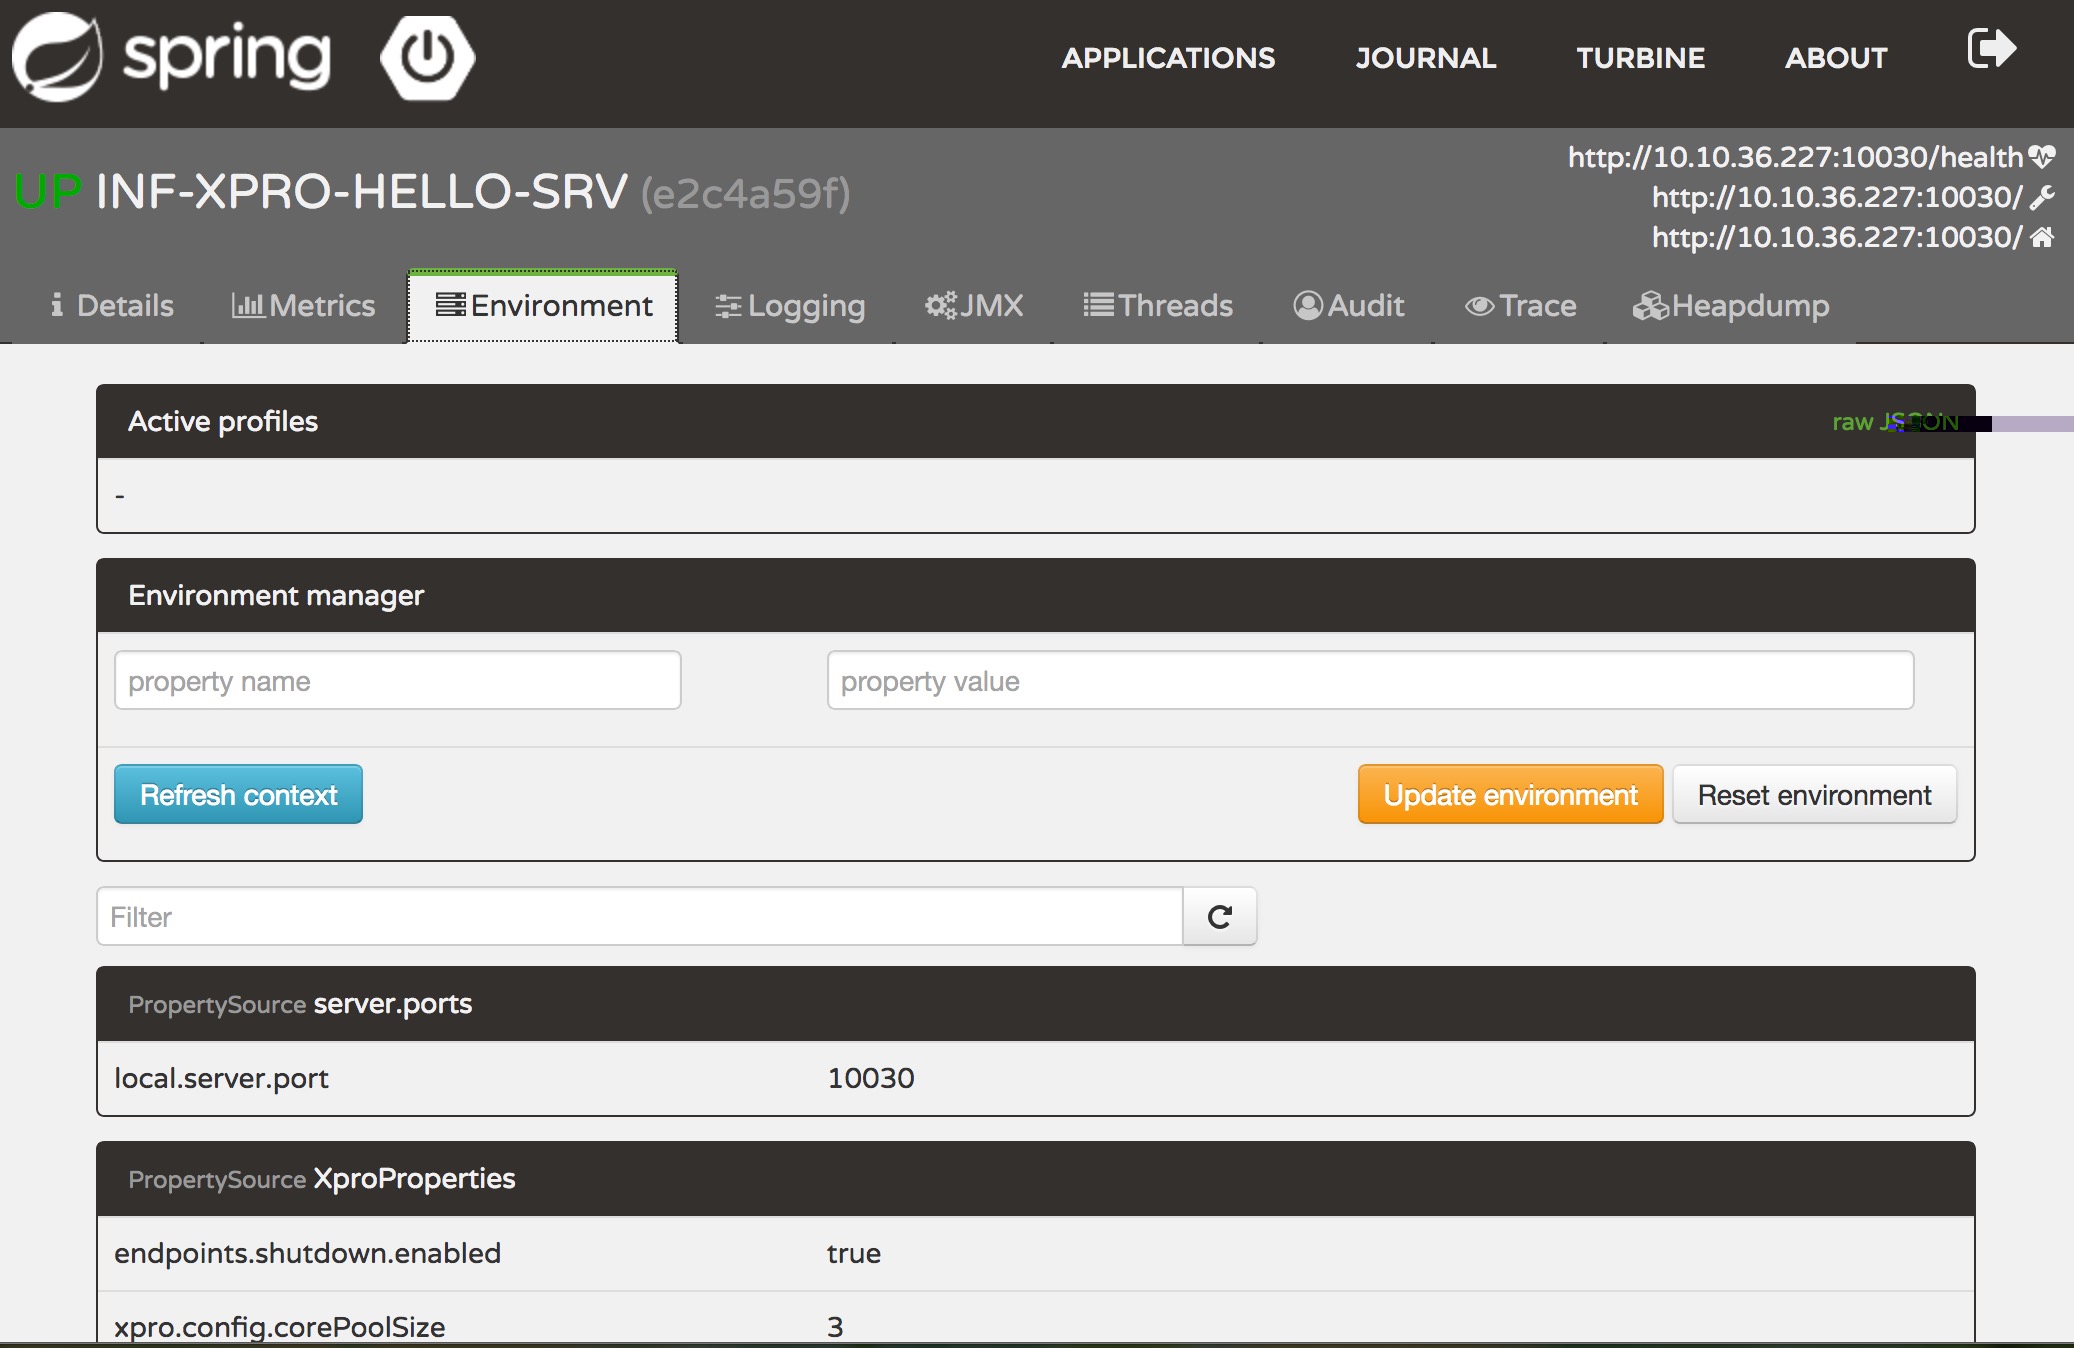 spring
APPLICATIONS JOURNAL TURBINE ABOUT
http://10.10.36.227:10030/health
UP INF-XPRO-HELLO-SRV (e2c4a59f)
http://10.10.36.227:10030/
http://10.10.36.227:10030/
Details Metrics Environment Logging JMX Threads Audit Trace Heapdump
Active profiles raw JSON
-
Environment manager
property name property value
Refresh context Update environment Reset environment
Filter
PropertySource server.ports
local.server.port 10030
PropertySource XproProperties
endpoints.shutdown.enabled true
xpro.config.corePoolSize 3